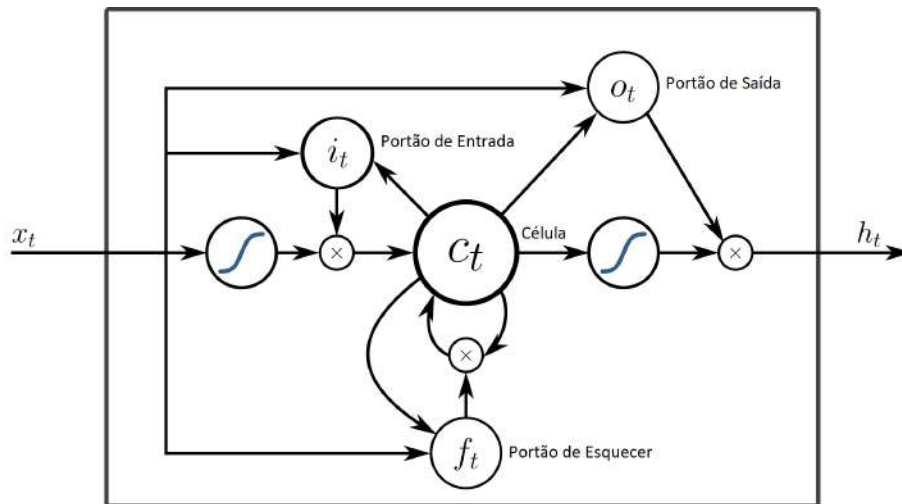 o_t
Portão de Saída
i_t
Portão de Entrada
x_t
×
c_t
Célula
×
h_t
×
f_t
Portão de Esquecer